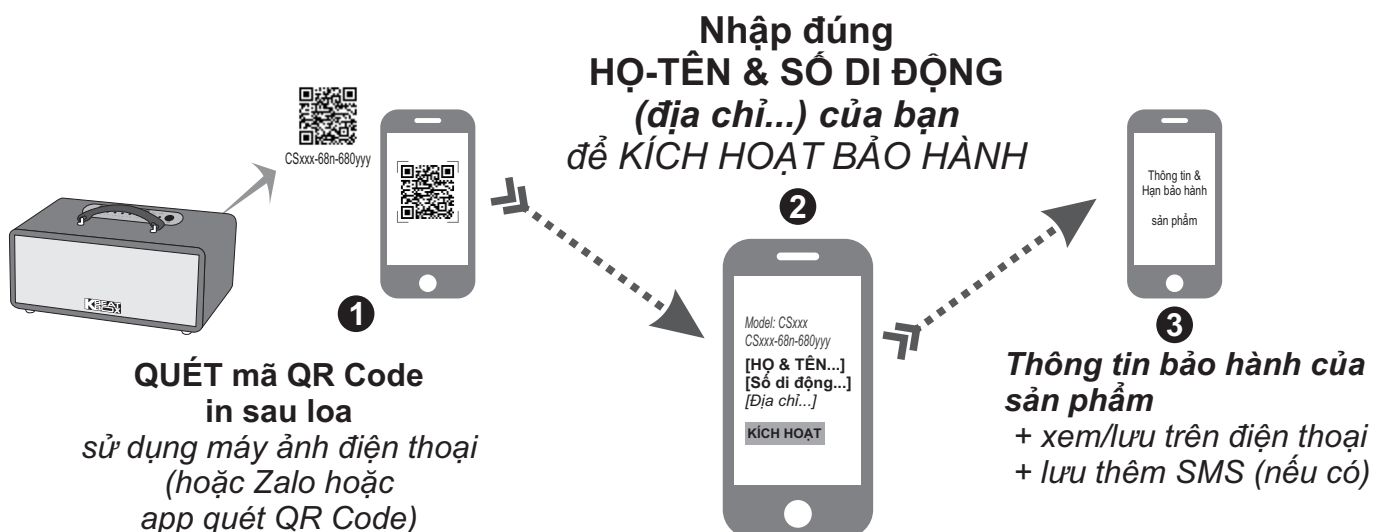 Nhập đúng
HỌ-TÊN & SỐ DI ĐỘNG
(địa chỉ...) của bạn
để KÍCH HOẠT BẢO HÀNH
CSxxx-68n-680yyy
KBEATBOX
1
QUÉT mã QR Code
in sau loa
sử dụng máy ảnh điện thoại
(hoặc Zalo hoặc
app quét QR Code)
2
Model: CSxxx
CSxxx-68n-680yyy
[HỌ & TÊN...]
[Số di động...]
[Địa chỉ...]
KÍCH HOẠT
Thông tin &
Hạn bảo hành
sản phẩm
3
Thông tin bảo hành của
sản phẩm
+ xem/lưu trên điện thoại
+ lưu thêm SMS (nếu có)